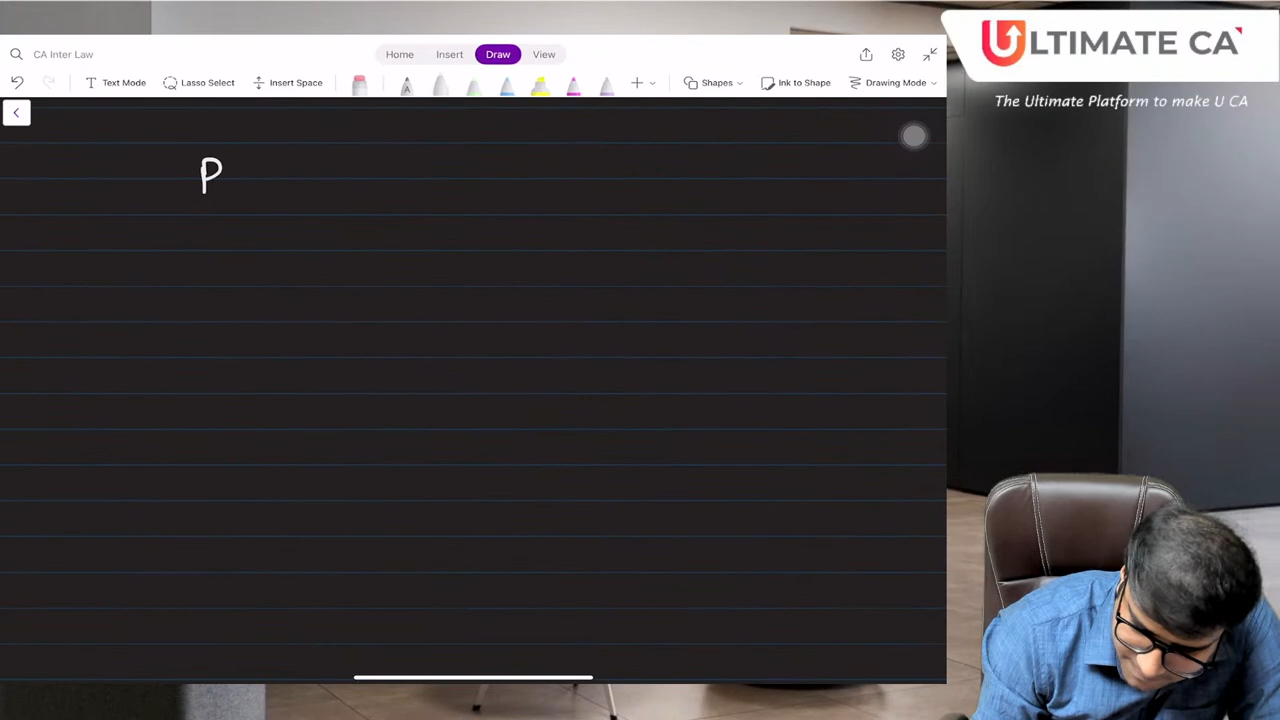 CA Inter Law
Home Insert Draw View
Text Mode Lasso Select Insert Space Shapes Ink to Shape Drawing Mode
ULTIMATE CA
The Ultimate Platform to make U CA
P